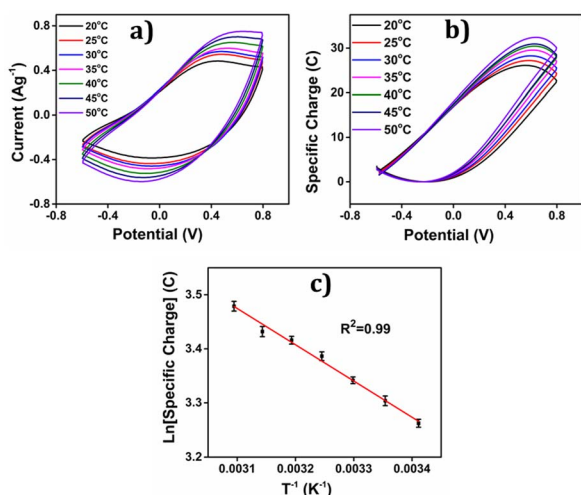 a)
20°C
25°C
30°C
35°C
40°C
45°C
50°C
Current (Ag⁻¹)
0.8
0.4
0.0
-0.4
-0.8
-0.8 -0.4 0.0 0.4 0.8
Potential (V)
b)
20°C
25°C
30°C
35°C
40°C
45°C
50°C
Specific Charge (C)
30
20
10
0
-0.8 -0.4 0.0 0.4 0.8
Potential (V)
c)
R²=0.99
Ln[Specific Charge] (C)
3.5
3.4
3.3
3.2
0.0031 0.0032 0.0033 0.0034
T⁻¹ (K⁻¹)